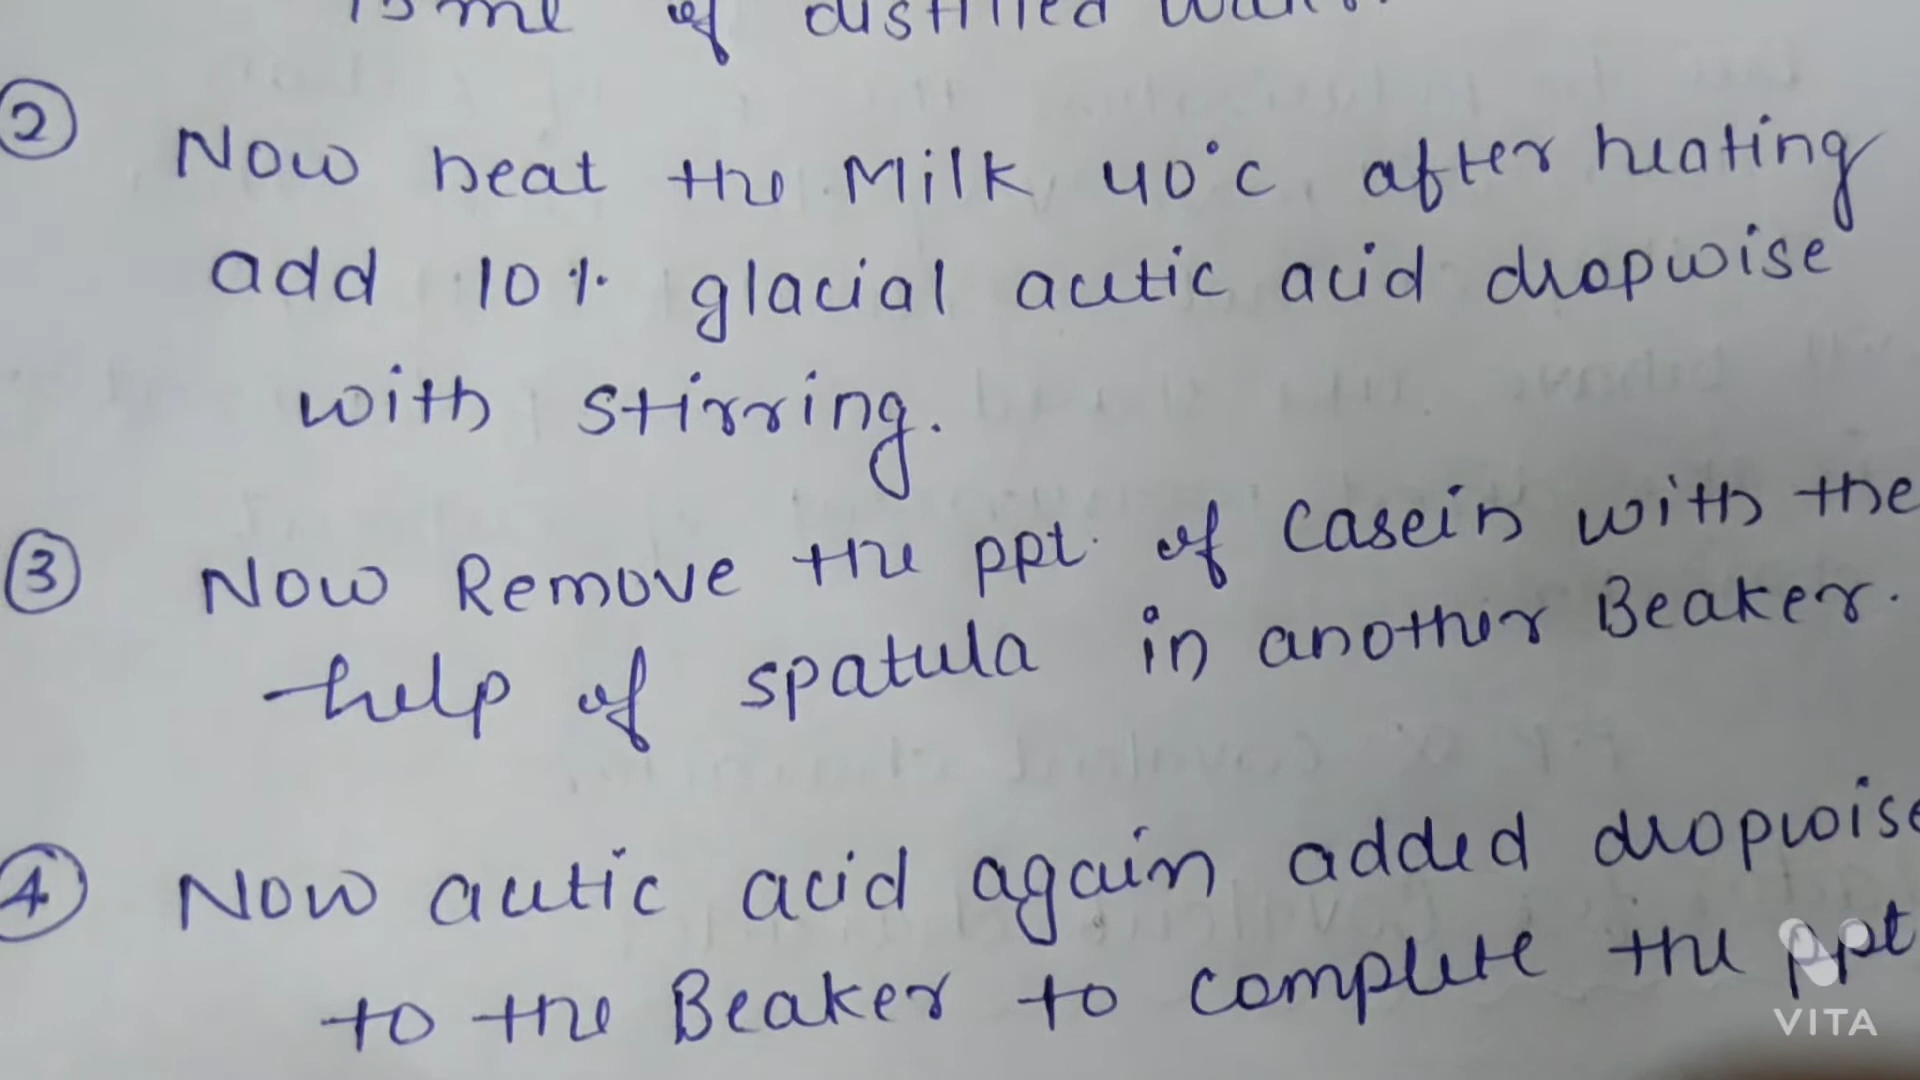 of distilled
② Now heat the Milk 40°C after heating
add 10% glacial acetic acid dropwise
with stirring.
③ Now Remove the ppt. of Casein with the
help of spatula in another Beaker.
④ Now acetic acid again added dropwise
to the Beaker to complete the ppt
VITA